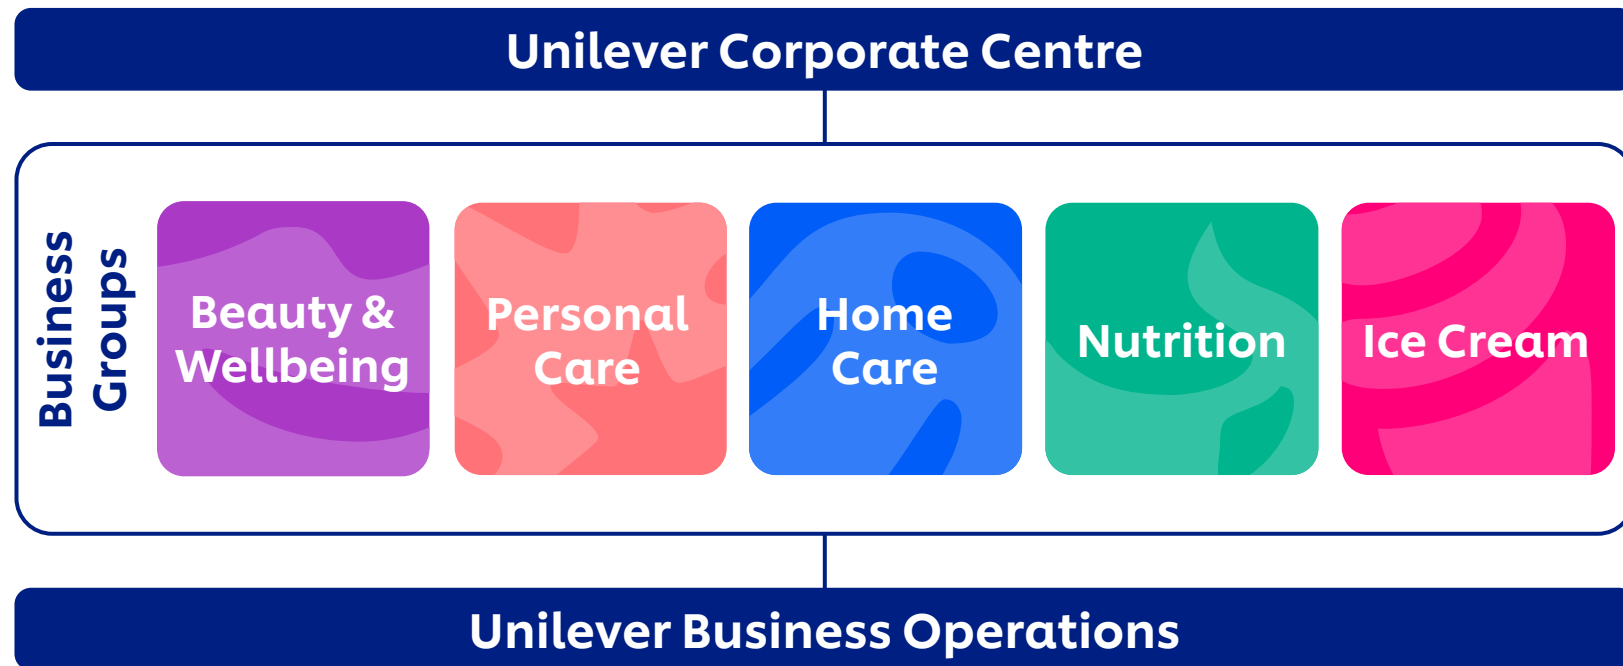 Unilever Corporate Centre
Business
Groups
Beauty &
Wellbeing
Personal
Care
Home
Care
Nutrition
Ice Cream
Unilever Business Operations